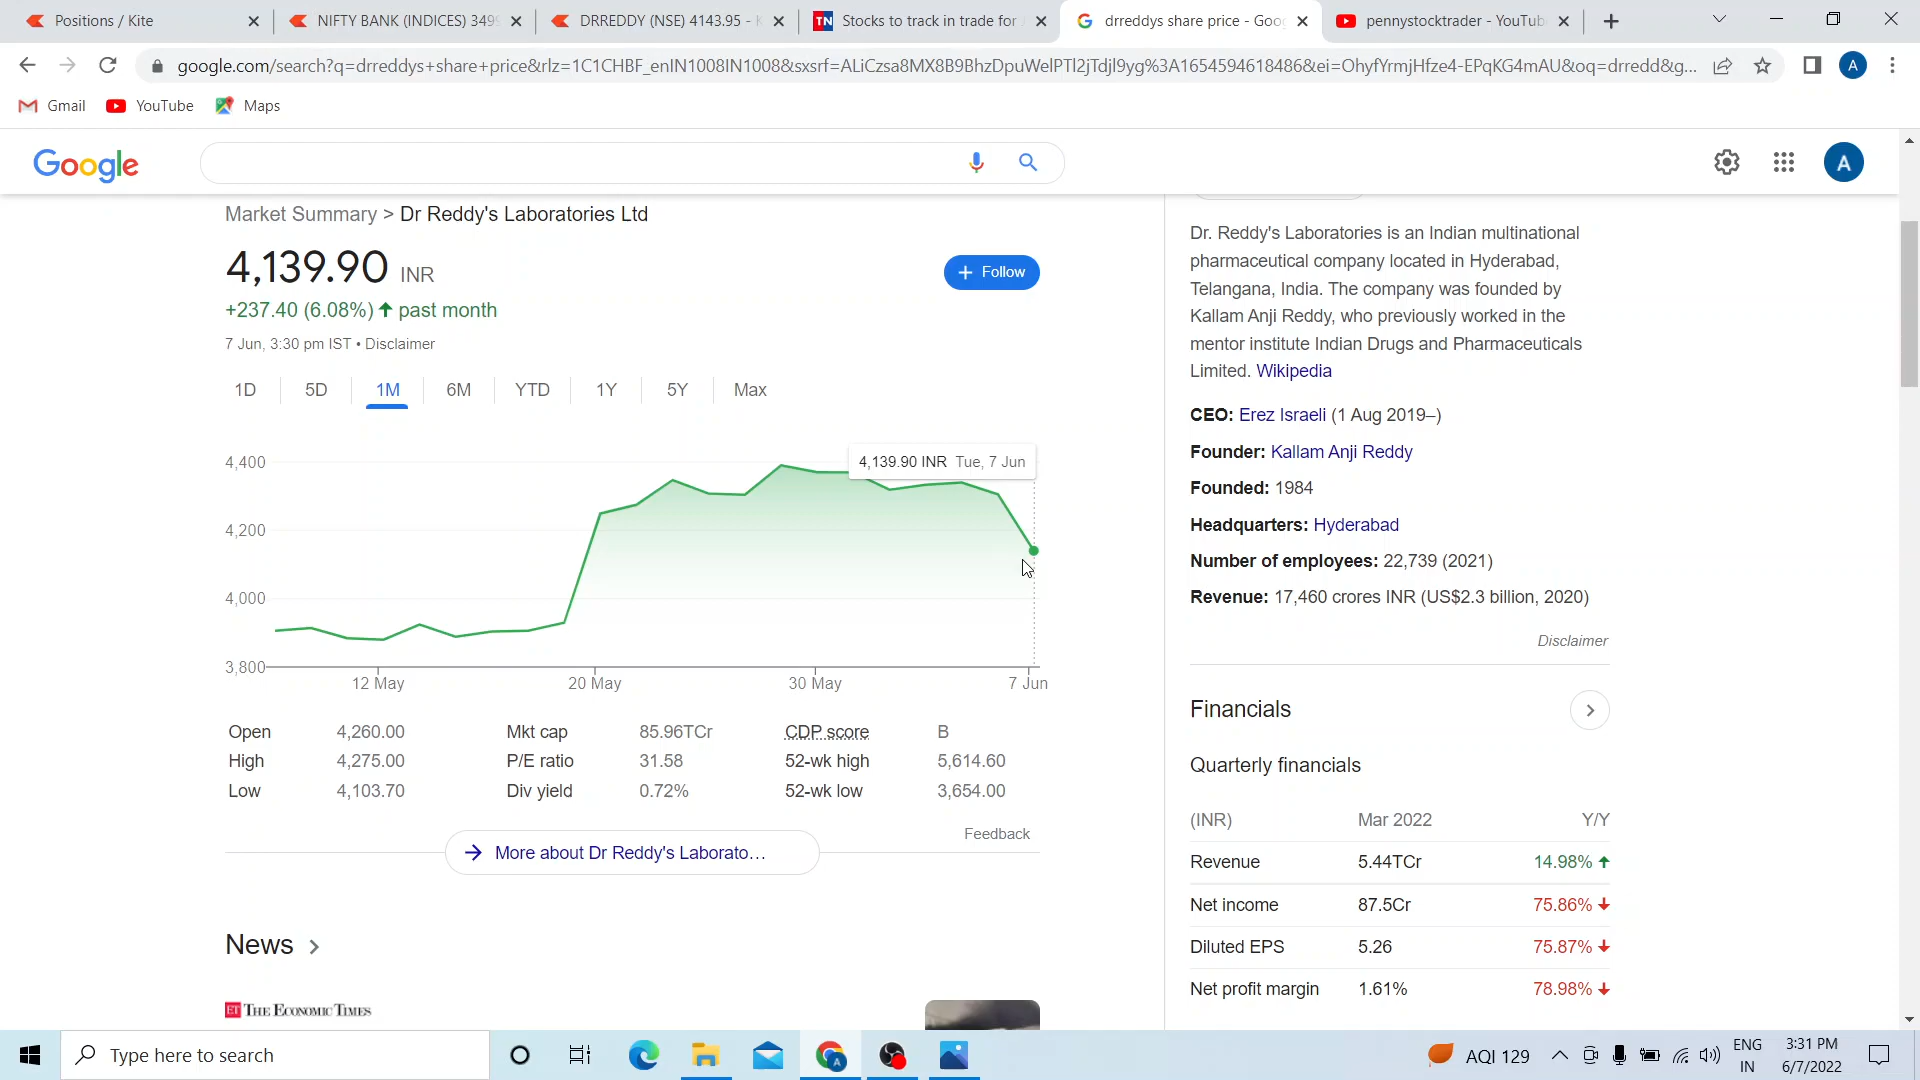 Positions / Kite
NIFTY BANK (INDICES) 3499
DRREDDY (NSE) 4143.95 - K
TN Stocks to track in trade for
drreddys share price - Goo
pennystocktrader - YouTub
google.com/search?q=drreddys+share+price&rlz=1C1CHBF_enIN1008IN1008&sxsrf=ALiCzsa8MX8B9BhzDpuWelPTl2jTdjl9yg%3A1654594618486&ei=OhyfYrmjHfze4-EPqKG4mAU&oq=drredd&g...
A
Gmail
YouTube
Maps
Google
A
Market Summary > Dr Reddy's Laboratories Ltd
4,139.90 INR
+ Follow
+237.40 (6.08%) ↑ past month
7 Jun, 3:30 pm IST • Disclaimer
1D 5D 1M 6M YTD 1Y 5Y Max
4,139.90 INR Tue, 7 Jun
4,400
4,200
4,000
3,800
12 May 20 May 30 May 7 Jun
Open 4,260.00 Mkt cap 85.96TCr CDP score B
High 4,275.00 P/E ratio 31.58 52-wk high 5,614.60
Low 4,103.70 Div yield 0.72% 52-wk low 3,654.00
Feedback
→ More about Dr Reddy's Laborato…
News >
ET THE ECONOMIC TIMES
Dr. Reddy's Laboratories is an Indian multinational
pharmaceutical company located in Hyderabad,
Telangana, India. The company was founded by
Kallam Anji Reddy, who previously worked in the
mentor institute Indian Drugs and Pharmaceuticals
Limited. Wikipedia
CEO: Erez Israeli (1 Aug 2019–)
Founder: Kallam Anji Reddy
Founded: 1984
Headquarters: Hyderabad
Number of employees: 22,739 (2021)
Revenue: 17,460 crores INR (US$2.3 billion, 2020)
Disclaimer
Financials
Quarterly financials
(INR) Mar 2022 Y/Y
Revenue 5.44TCr 14.98% ↑
Net income 87.5Cr 75.86% ↓
Diluted EPS 5.26 75.87% ↓
Net profit margin 1.61% 78.98% ↓
Type here to search
A
AQI 129
ENG
IN
3:31 PM
6/7/2022